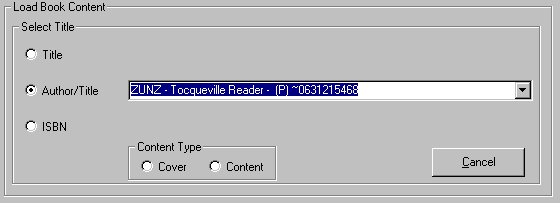 Load Book Content
Select Title
Title
Author/Title
ZUNZ - Tocqueville Reader - (P) ~0631215468
ISBN
Content Type
Cover
Content
Cancel